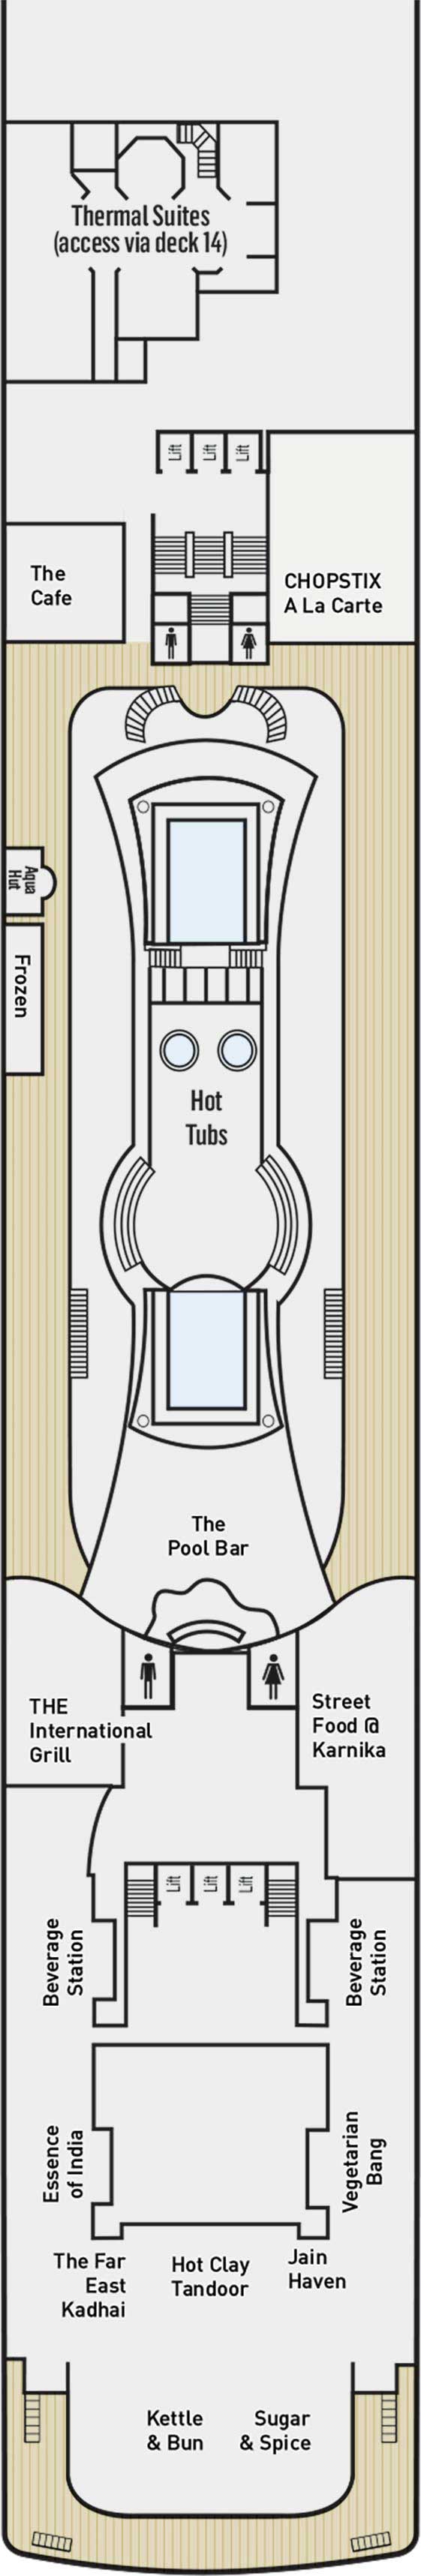 Thermal Suites
(access via deck 14)
Lift
Lift
Lift
The
Cafe
CHOPSTIX
A La Carte
Aqua
Hut
Frozen
Hot
Tubs
The
Pool Bar
THE
International
Grill
Street
Food @
Karnika
Lift
Lift
Lift
Beverage
Station
Beverage
Station
Essence
of India
Vegetarian
Bang
The Far
East
Kadhai
Hot Clay
Tandoor
Jain
Haven
Kettle
& Bun
Sugar
& Spice